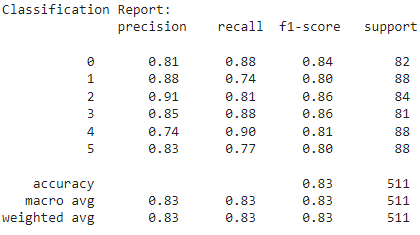 Classification Report:
precision recall f1-score support
0 0.81 0.88 0.84 82
1 0.88 0.74 0.80 88
2 0.91 0.81 0.86 84
3 0.85 0.88 0.86 81
4 0.74 0.90 0.81 88
5 0.83 0.77 0.80 88
accuracy 0.83 511
macro avg 0.83 0.83 0.83 511
weighted avg 0.83 0.83 0.83 511